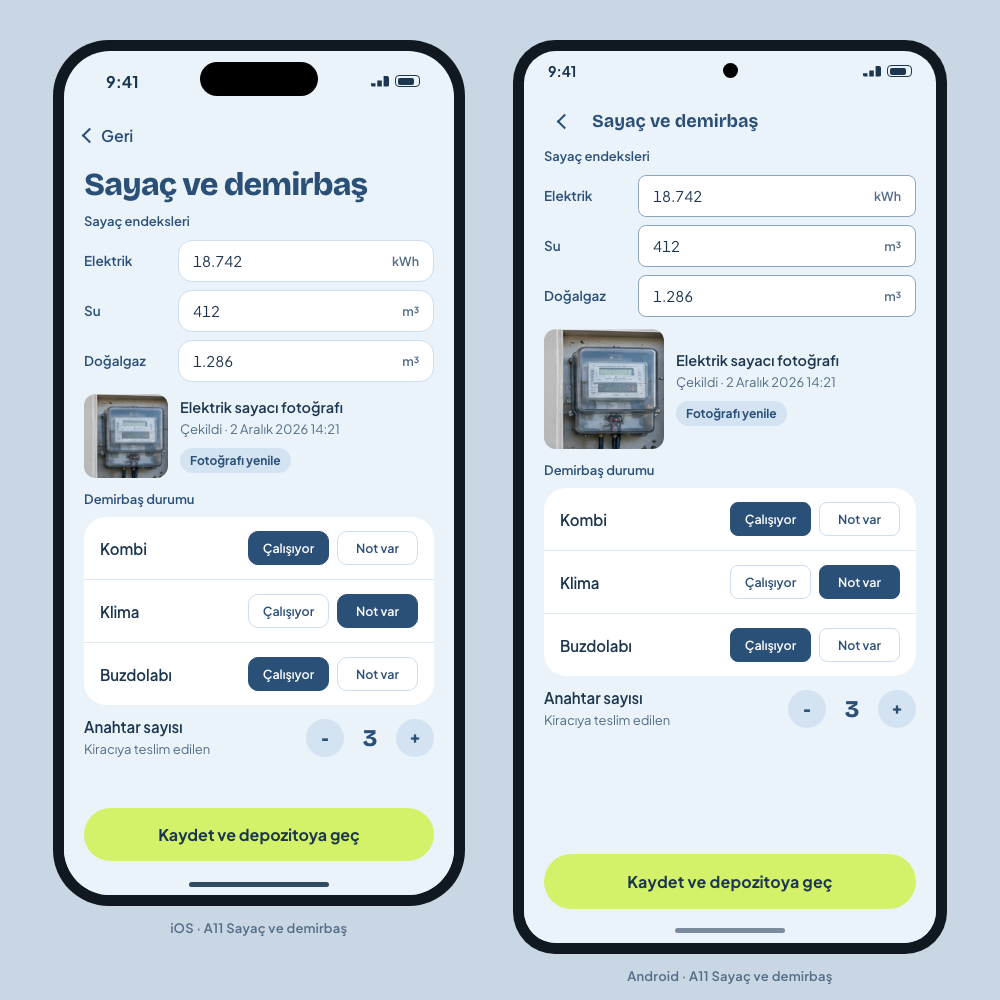 9:41
Geri
Sayaç ve demirbaş
Sayaç endeksleri
Elektrik 18.742 kWh
Su 412 m³
Doğalgaz 1.286 m³
Elektrik sayacı fotoğrafı
Çekildi · 2 Aralık 2026 14:21
Fotoğrafı yenile
Demirbaş durumu
Kombi Çalışıyor Not var
Klima Çalışıyor Not var
Buzdolabı Çalışıyor Not var
Anahtar sayısı
Kiracıya teslim edilen
- 3 +
Kaydet ve depozitoya geç
iOS · A11 Sayaç ve demirbaş
9:41
Sayaç ve demirbaş
Sayaç endeksleri
Elektrik 18.742 kWh
Su 412 m³
Doğalgaz 1.286 m³
Elektrik sayacı fotoğrafı
Çekildi · 2 Aralık 2026 14:21
Fotoğrafı yenile
Demirbaş durumu
Kombi Çalışıyor Not var
Klima Çalışıyor Not var
Buzdolabı Çalışıyor Not var
Anahtar sayısı
Kiracıya teslim edilen
- 3 +
Kaydet ve depozitoya geç
Android · A11 Sayaç ve demirbaş